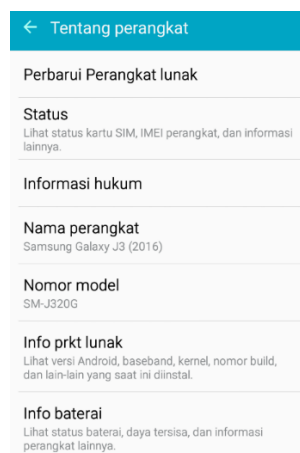 Tentang perangkat
Perbarui Perangkat lunak
Status
Lihat status kartu SIM, IMEI perangkat, dan informasi
lainnya.
Informasi hukum
Nama perangkat
Samsung Galaxy J3 (2016)
Nomor model
SM-J320G
Info prkt lunak
Lihat versi Android, baseband, kernel, nomor build,
dan lain-lain yang saat ini diinstal.
Info baterai
Lihat status baterai, daya tersisa, dan informasi
perangkat lainnya.